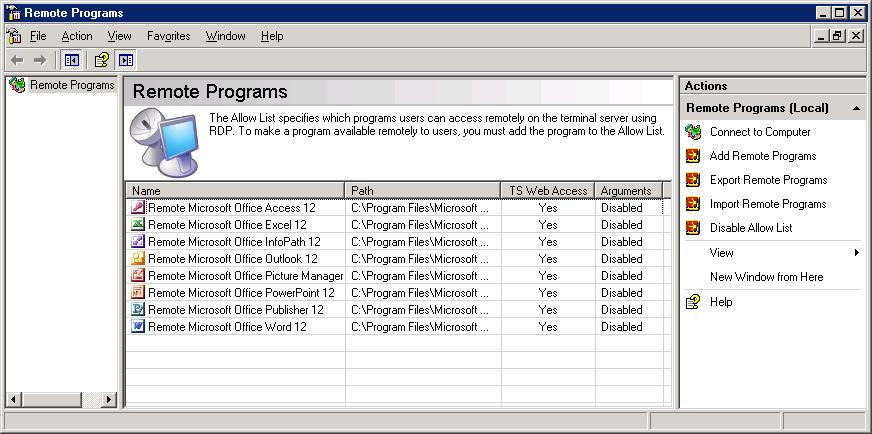 Remote Programs
File Action View Favorites Window Help
Remote Programs
Remote Programs
The Allow List specifies which programs users can access remotely on the terminal server using
RDP. To make a program available remotely to users, you must add the program to the Allow List.
Name Path TS Web Access Arguments
Remote Microsoft Office Access 12 C:\Program Files\Microsoft ... Yes Disabled
Remote Microsoft Office Excel 12 C:\Program Files\Microsoft ... Yes Disabled
Remote Microsoft Office InfoPath 12 C:\Program Files\Microsoft ... Yes Disabled
Remote Microsoft Office Outlook 12 C:\Program Files\Microsoft ... Yes Disabled
Remote Microsoft Office Picture Manager C:\Program Files\Microsoft ... Yes Disabled
Remote Microsoft Office PowerPoint 12 C:\Program Files\Microsoft ... Yes Disabled
Remote Microsoft Office Publisher 12 C:\Program Files\Microsoft ... Yes Disabled
Remote Microsoft Office Word 12 C:\Program Files\Microsoft ... Yes Disabled
Actions
Remote Programs (Local)
Connect to Computer
Add Remote Programs
Export Remote Programs
Import Remote Programs
Disable Allow List
View
New Window from Here
Help